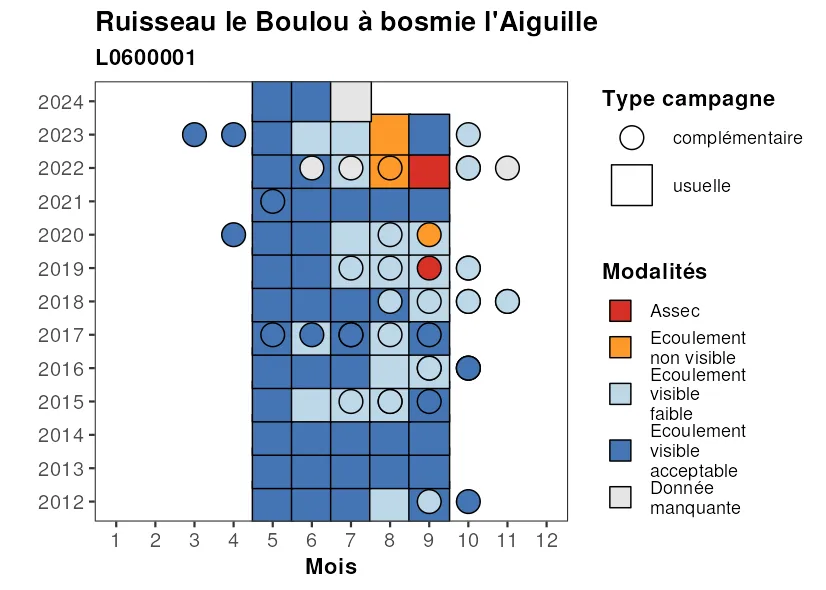 Ruisseau le Boulou à bosmie l'Aiguille
L0600001
2024
2023
2022
2021
2020
2019
2018
2017
2016
2015
2014
2013
2012
1 2 3 4 5 6 7 8 9 10 11 12
Mois
Type campagne
complémentaire
usuelle
Modalités
Assec
Ecoulement
non visible
Ecoulement
visible
faible
Ecoulement
visible
acceptable
Donnée
manquante